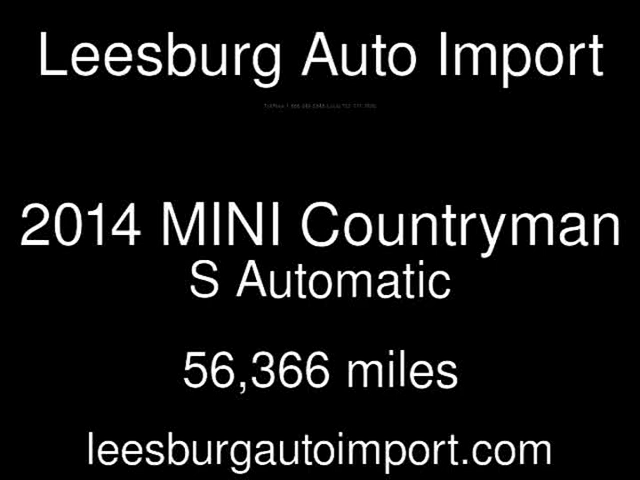 Leesburg Auto Import
2014 MINI Countryman
S Automatic
56,366 miles
leesburgautoimport.com